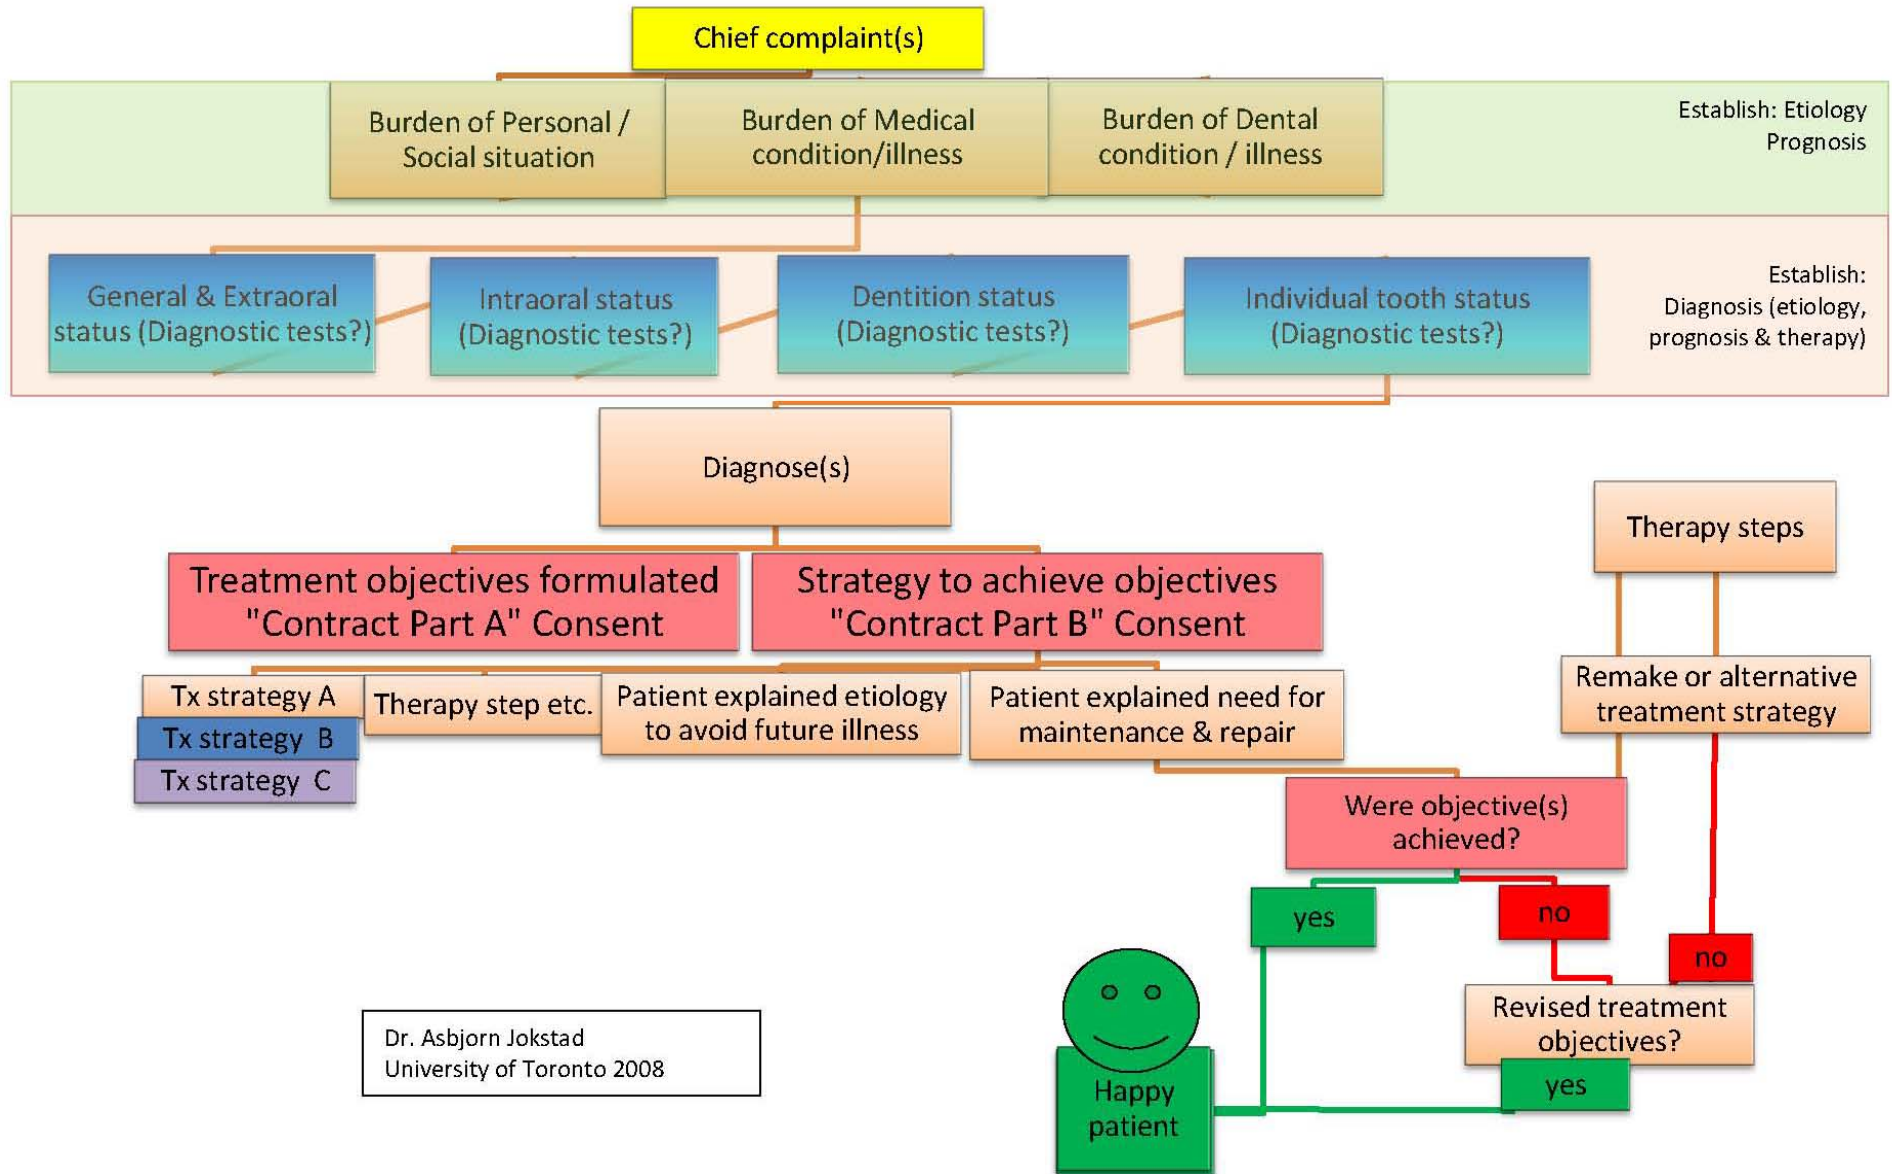 Chief complaint(s)
Burden of Personal /
Social situation
Burden of Medical
condition/illness
Burden of Dental
condition / illness
Establish: Etiology
Prognosis
General & Extraoral
status (Diagnostic tests?)
Intraoral status
(Diagnostic tests?)
Dentition status
(Diagnostic tests?)
Individual tooth status
(Diagnostic tests?)
Establish:
Diagnosis (etiology,
prognosis & therapy)
Diagnose(s)
Therapy steps
Treatment objectives formulated
"Contract Part A" Consent
Strategy to achieve objectives
"Contract Part B" Consent
Tx strategy A
Tx strategy B
Tx strategy C
Therapy step etc.
Patient explained etiology
to avoid future illness
Patient explained need for
maintenance & repair
Remake or alternative
treatment strategy
Were objective(s)
achieved?
yes
no
no
Revised treatment
objectives?
yes
Happy
patient
Dr. Asbjorn Jokstad
University of Toronto 2008